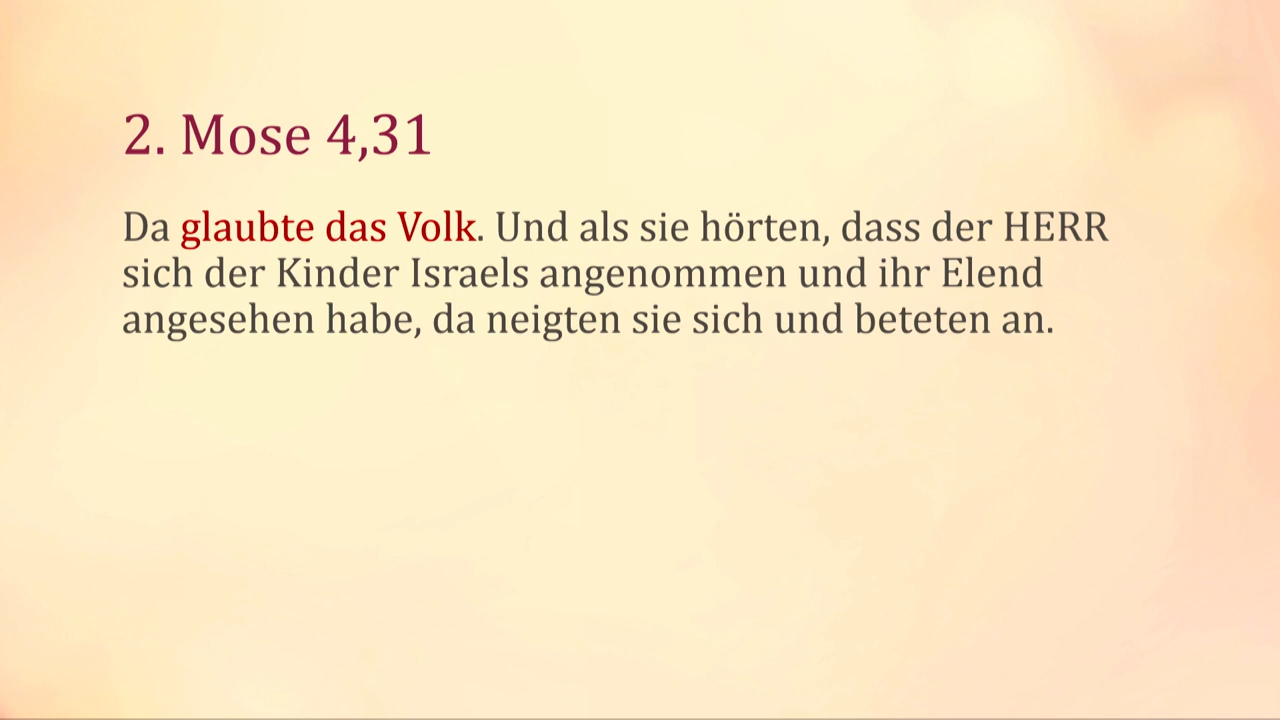 2. Mose 4,31
Da glaubte das Volk. Und als sie hörten, dass der HERR
sich der Kinder Israels angenommen und ihr Elend
angesehen habe, da neigten sie sich und beteten an.